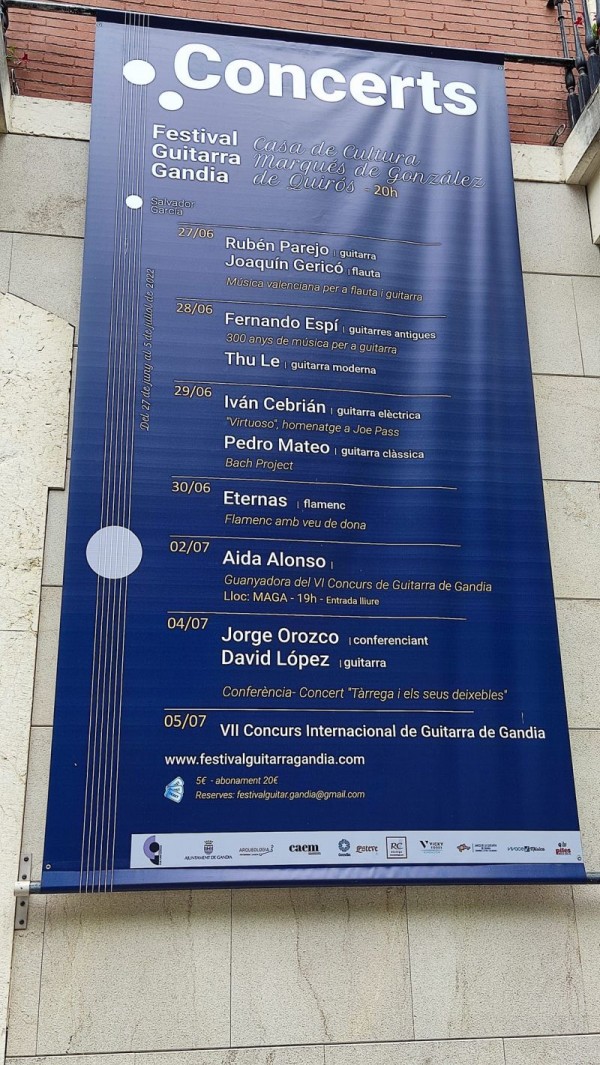 Concerts
Festival
Guitarra
Gandia
Casa de Cultura
Marqués de González
de Quirós - 20h
Salvador
García
Del 27 de juny al 5 de juliol de 2022
27/06
Rubén Parejo | guitarra
Joaquín Gericó | flauta
Música valenciana per a flauta i guitarra
28/06
Fernando Espí | guitarres antigues
300 anys de música per a guitarra
Thu Le | guitarra moderna
29/06
Iván Cebrián | guitarra elèctrica
"Virtuoso", homenatge a Joe Pass
Pedro Mateo | guitarra clàssica
Bach Project
30/06
Eternas | flamenc
Flamenc amb veu de dona
02/07
Aida Alonso |
Guanyadora del VI Concurs de Guitarra de Gandia
Lloc: MAGA - 19h - Entrada lliure
04/07
Jorge Orozco | conferenciant
David López | guitarra
Conferència- Concert "Tàrrega i els seus deixebles"
05/07
VII Concurs Internacional de Guitarra de Gandia
www.festivalguitarragandia.com
5€ - abonament 20€
Reserves: festivalguitar.gandia@gmail.com
AJUNTAMENT DE GANDIA
caem
Esteve
RC